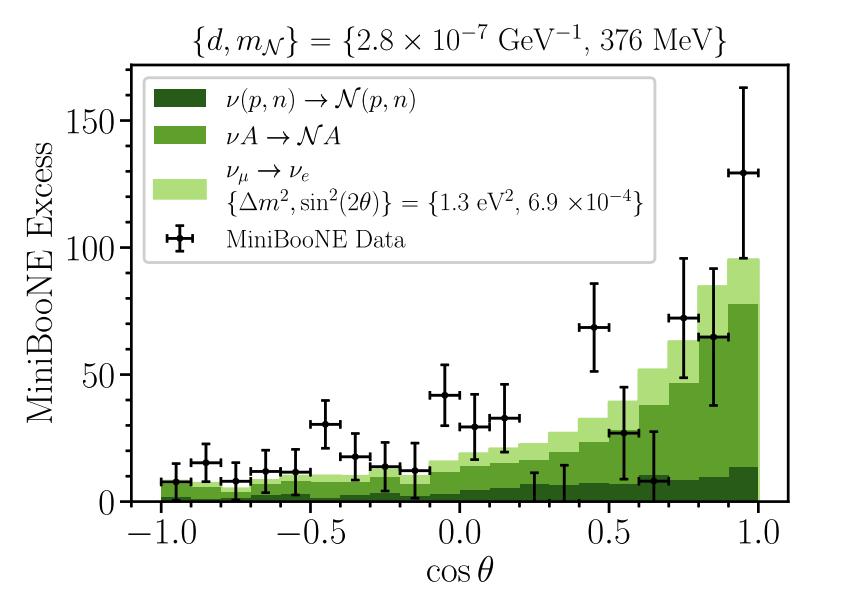 {d, m_𝒩} = {2.8 × 10⁻⁷ GeV⁻¹, 376 MeV}
ν(p, n) → 𝒩(p, n)
νA → 𝒩A
ν_μ → ν_e
{Δm², sin²(2θ)} = {1.3 eV², 6.9 ×10⁻⁴}
MiniBooNE Data
MiniBooNE Excess
150
100
50
0
−1.0 −0.5 0.0 0.5 1.0
cos θ